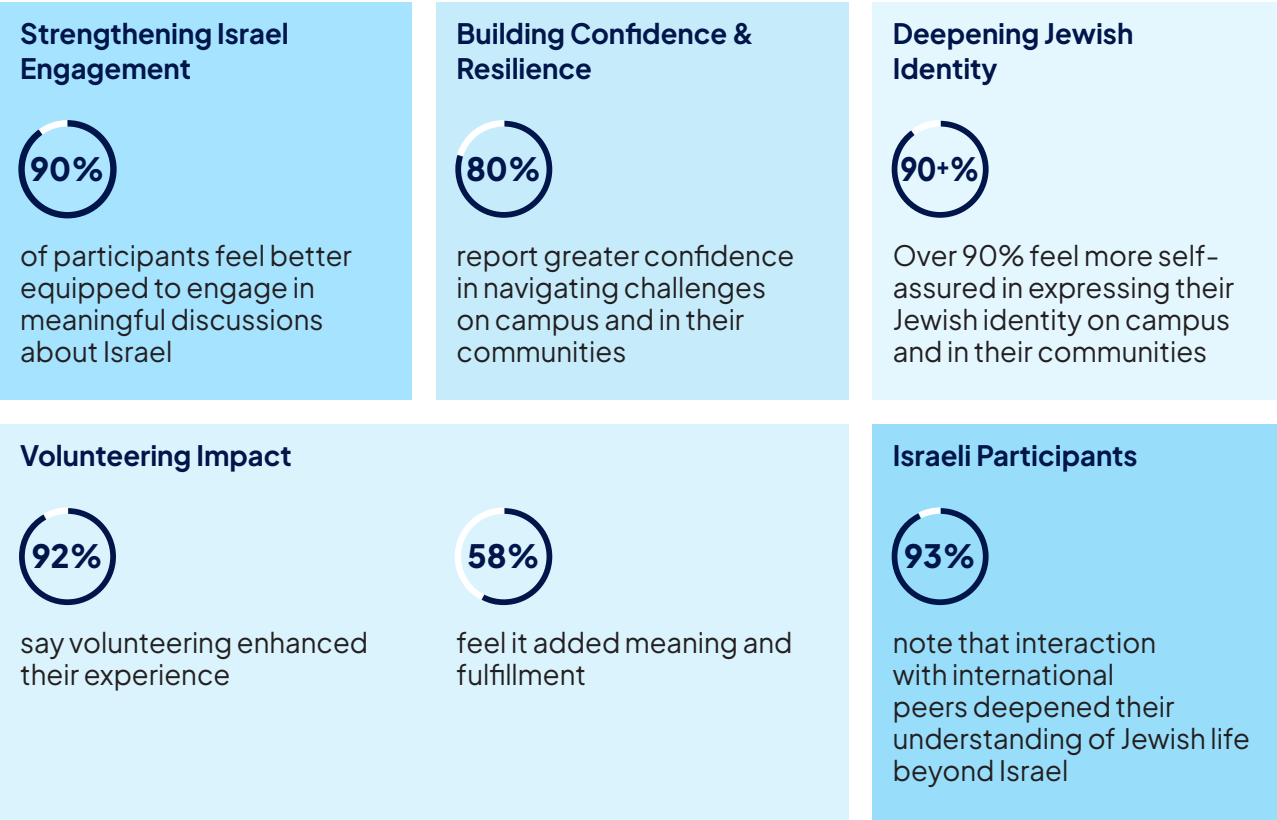 Strengthening Israel
Engagement
90%
of participants feel better
equipped to engage in
meaningful discussions
about Israel
Building Confidence &
Resilience
80%
report greater confidence
in navigating challenges
on campus and in their
communities
Deepening Jewish
Identity
90+%
Over 90% feel more self-
assured in expressing their
Jewish identity on campus
and in their communities
Volunteering Impact
92%
say volunteering enhanced
their experience
58%
feel it added meaning and
fulfillment
Israeli Participants
93%
note that interaction
with international
peers deepened their
understanding of Jewish life
beyond Israel